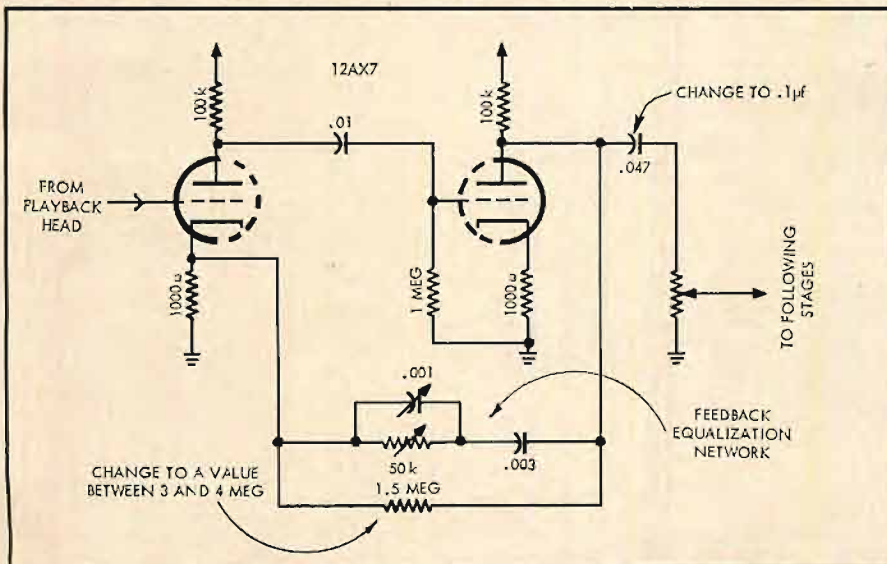 12AX7
100k
100k
CHANGE TO .1µf
.01
.047
FROM
PLAYBACK
HEAD
1000Ω
1 MEG
1000Ω
TO FOLLOWING
STAGES
.001
50k
.003
FEEDBACK
EQUALIZATION
NETWORK
CHANGE TO A VALUE
BETWEEN 3 AND 4 MEG
1.5 MEG